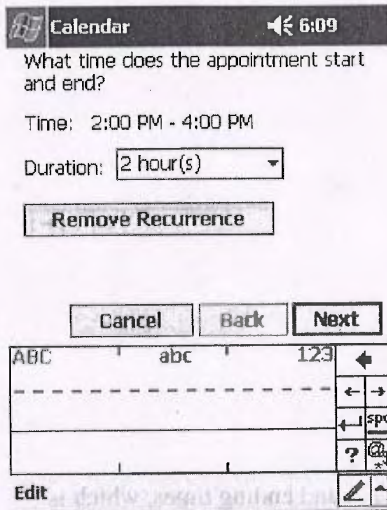 Calendar 6:09
What time does the appointment start
and end?
Time: 2:00 PM - 4:00 PM
Duration: 2 hour(s)
Remove Recurrence
Cancel Back Next
ABC abc 123
spc
? @
*
Edit